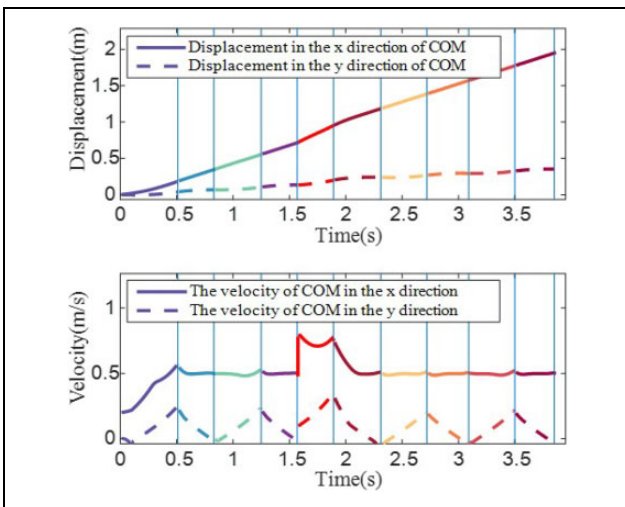 Displacement(m)
2
1.5
1
0.5
0
Displacement in the x direction of COM
Displacement in the y direction of COM
0 0.5 1 1.5 2 2.5 3 3.5
Time(s)
Velocity(m/s)
1
0.5
0
The velocity of COM in the x direction
The velocity of COM in the y direction
0 0.5 1 1.5 2 2.5 3 3.5
Time(s)